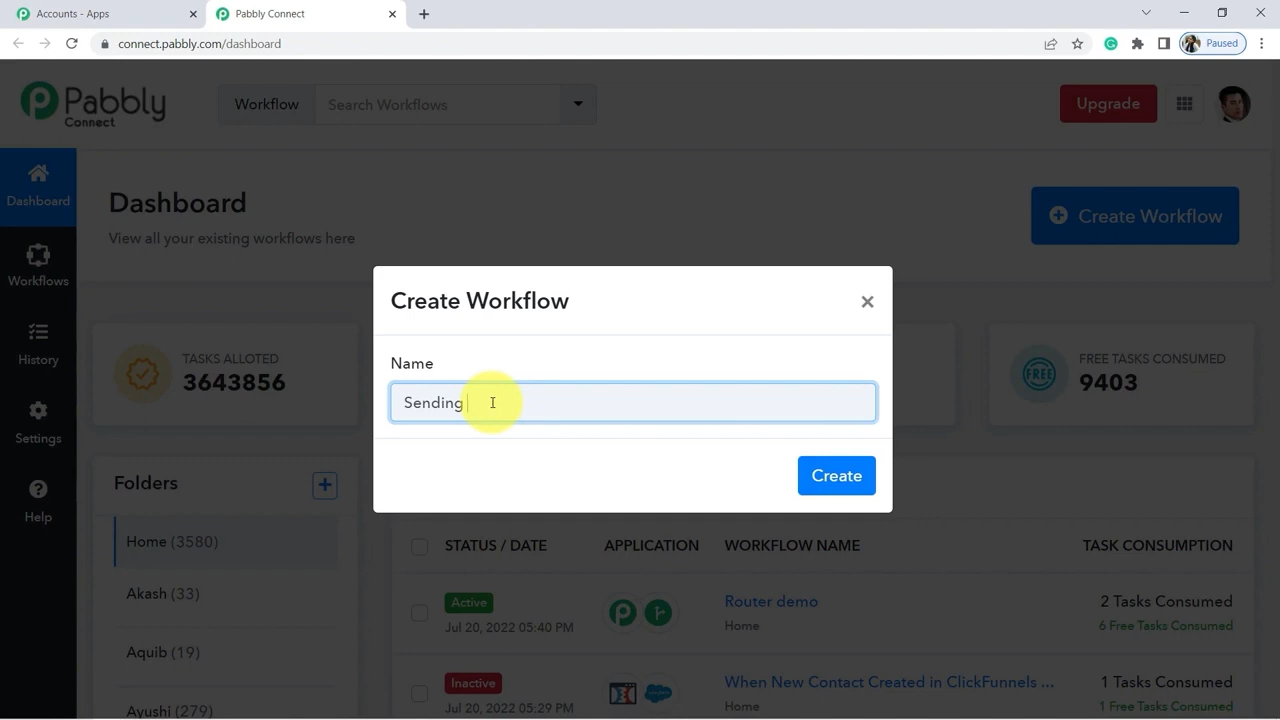 Accounts - Apps
Pabbly Connect
connect.pabbly.com/dashboard
Paused
Pabbly
Connect
Workflow
Search Workflows
Upgrade
Dashboard
Workflows
History
Settings
Help
Dashboard
View all your existing workflows here
Create Workflow
TASKS ALLOTED
3643856
FREE TASKS CONSUMED
9403
Create Workflow
×
Name
Sending
Create
Folders
Home (3580)
Akash (33)
Aquib (19)
Ayushi (279)
STATUS / DATE
APPLICATION
WORKFLOW NAME
TASK CONSUMPTION
Active
Jul 20, 2022 05:40 PM
Router demo
Home
2 Tasks Consumed
6 Free Tasks Consumed
Inactive
Jul 20, 2022 05:29 PM
When New Contact Created in ClickFunnels ...
Home
1 Tasks Consumed
1 Free Tasks Consumed